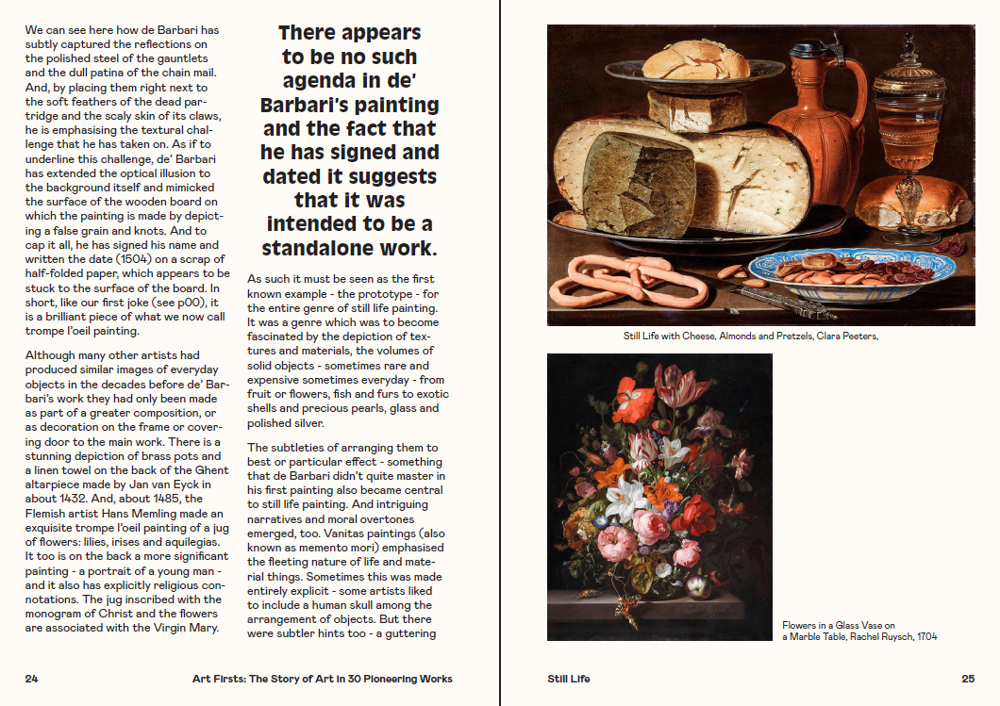 We can see here how de Barbari has
subtly captured the reflections on
the polished steel of the gauntlets
and the dull patina of the chain mail.
And, by placing them right next to
the soft feathers of the dead par-
tridge and the scaly skin of its claws,
he is emphasising the textural chal-
lenge that he has taken on. As if to
underline this challenge, de' Barbari
has extended the optical illusion to
the background itself and mimicked
the surface of the wooden board on
which the painting is made by depict-
ing a false grain and knots. And to
cap it all, he has signed his name and
written the date (1504) on a scrap of
half-folded paper, which appears to be
stuck to the surface of the board. In
short, like our first joke (see p00), it
is a brilliant piece of what we now call
trompe l'oeil painting.
Although many other artists had
produced similar images of everyday
objects in the decades before de' Bar-
bari's work they had only been made
as part of a greater composition, or
as decoration on the frame or cover-
ing door to the main work. There is a
stunning depiction of brass pots and
a linen towel on the back of the Ghent
altarpiece made by Jan van Eyck in
about 1432. And, about 1485, the
Flemish artist Hans Memling made an
exquisite trompe l'oeil painting of a jug
of flowers: lilies, irises and aquilegias.
It too is on the back a more significant
painting - a portrait of a young man -
and it also has explicitly religious con-
notations. The jug inscribed with the
monogram of Christ and the flowers
are associated with the Virgin Mary.
There appears
to be no such
agenda in de'
Barbari's painting
and the fact that
he has signed and
dated it suggests
that it was
intended to be a
standalone work.
As such it must be seen as the first
known example - the prototype - for
the entire genre of still life painting.
It was a genre which was to become
fascinated by the depiction of tex-
tures and materials, the volumes of
solid objects - sometimes rare and
expensive sometimes everyday - from
fruit or flowers, fish and furs to exotic
shells and precious pearls, glass and
polished silver.
The subtleties of arranging them to
best or particular effect - something
that de Barbari didn't quite master in
his first painting also became central
to still life painting. And intriguing
narratives and moral overtones
emerged, too. Vanitas paintings (also
known as memento mori) emphasised
the fleeting nature of life and mate-
rial things. Sometimes this was made
entirely explicit - some artists liked
to include a human skull among the
arrangement of objects. But there
were subtler hints too - a guttering
24
Art Firsts: The Story of Art in 30 Pioneering Works
Still Life with Cheese, Almonds and Pretzels, Clara Peeters,
Flowers in a Glass Vase on
a Marble Table, Rachel Ruysch, 1704
Still Life
25